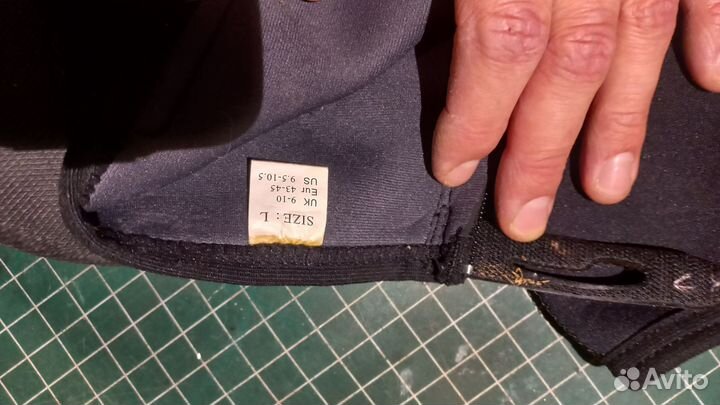 SIZE: L
UK 9-10
Eur 43-45
US 9.5-10.5
Avito